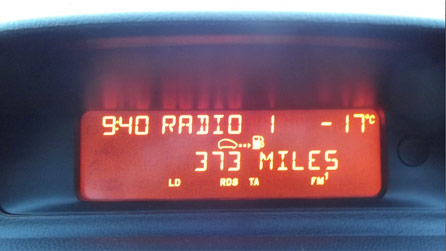 9:40 RADIO 1 -17°C
373 MILES
LD RDS TA FM1